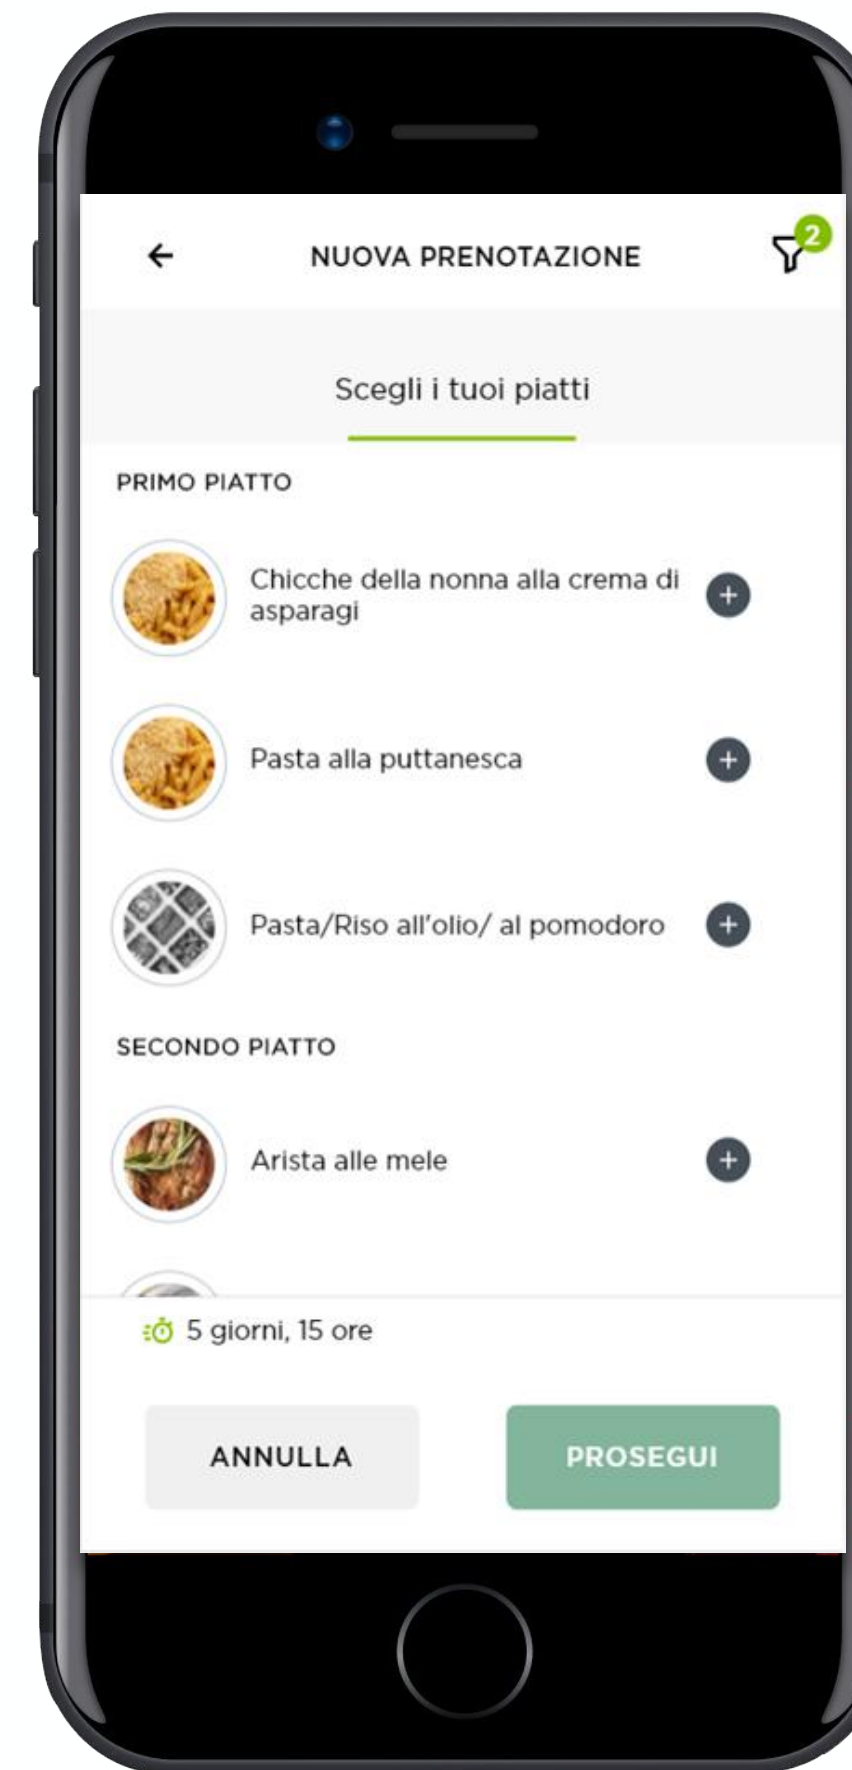 NUOVA PRENOTAZIONE
2
Scegli i tuoi piatti
PRIMO PIATTO
Chicche della nonna alla crema di
asparagi
Pasta alla puttanesca
Pasta/Riso all'olio/ al pomodoro
SECONDO PIATTO
Arista alle mele
5 giorni, 15 ore
ANNULLA
PROSEGUI